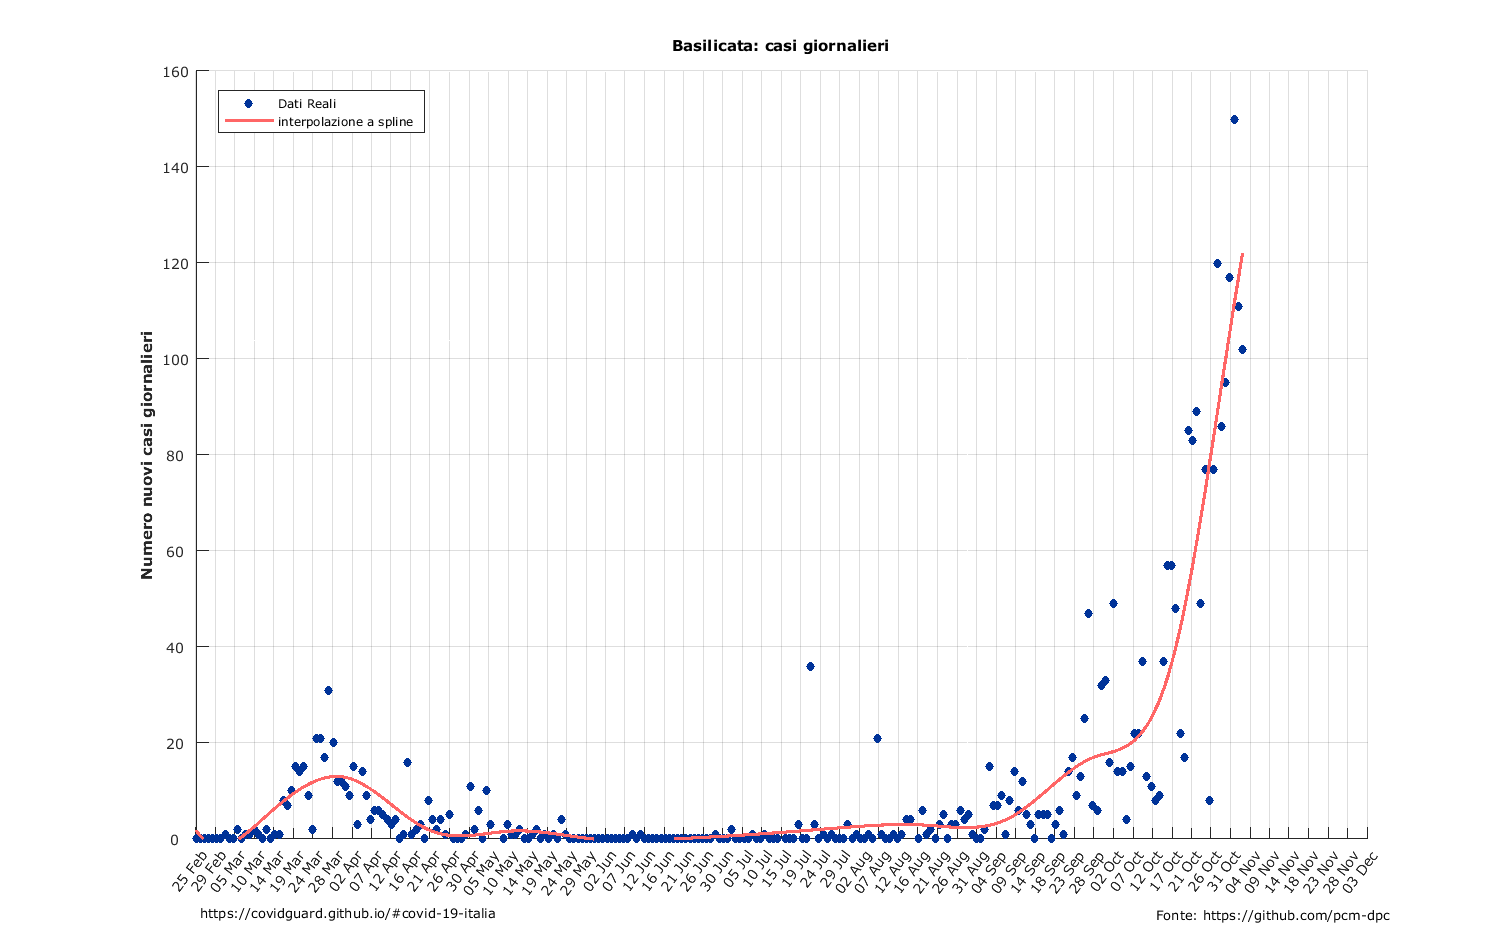 Basilicata: casi giornalieri
Dati Reali
interpolazione a spline
Numero nuovi casi giornalieri
160
140
120
100
80
60
40
20
0
25 Feb
29 Feb
05 Mar
10 Mar
14 Mar
19 Mar
24 Mar
28 Mar
02 Apr
07 Apr
12 Apr
16 Apr
21 Apr
26 Apr
30 Apr
05 May
10 May
14 May
19 May
24 May
29 May
02 Jun
07 Jun
12 Jun
16 Jun
21 Jun
26 Jun
30 Jun
05 Jul
10 Jul
15 Jul
19 Jul
24 Jul
29 Jul
02 Aug
07 Aug
12 Aug
16 Aug
21 Aug
26 Aug
31 Aug
04 Sep
09 Sep
14 Sep
18 Sep
23 Sep
28 Sep
02 Oct
07 Oct
12 Oct
17 Oct
21 Oct
26 Oct
31 Oct
04 Nov
09 Nov
14 Nov
18 Nov
23 Nov
28 Nov
03 Dec
https://covidguard.github.io/#covid-19-italia
Fonte: https://github.com/pcm-dpc